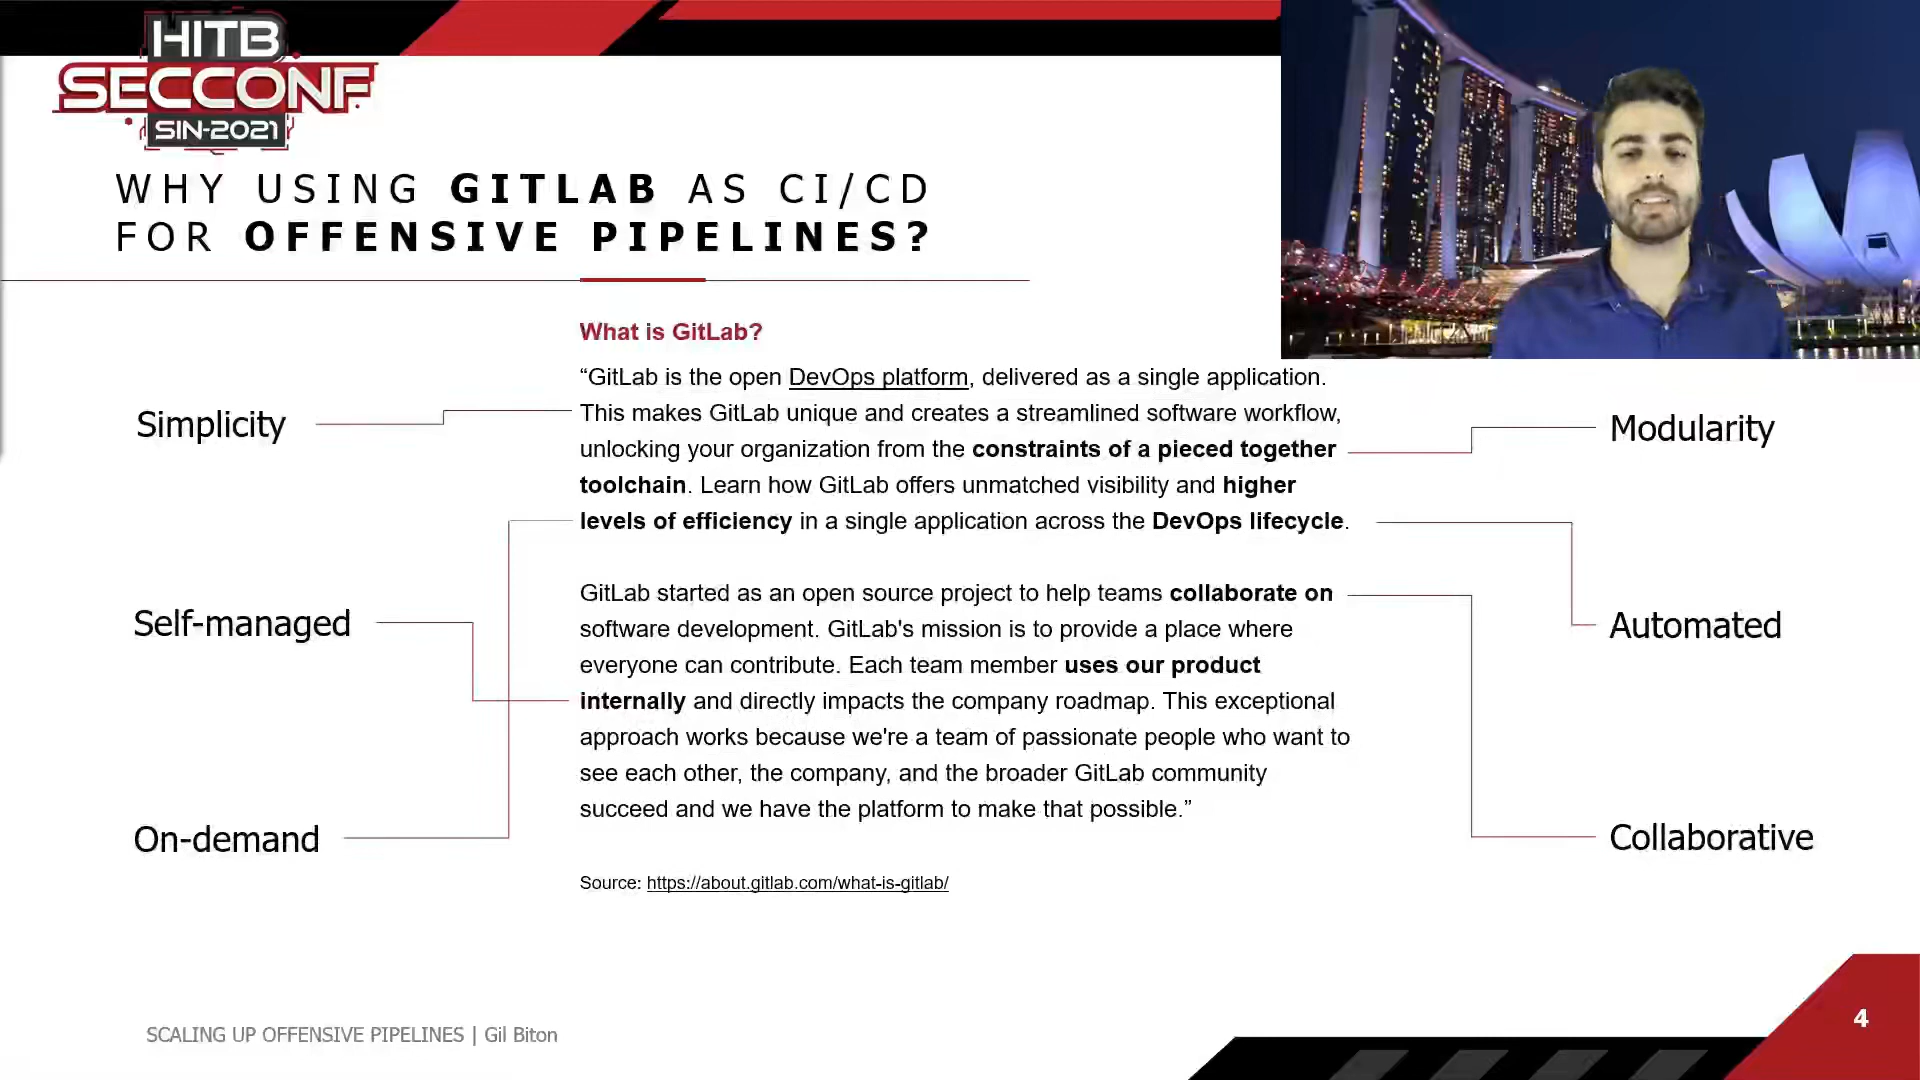 HITB
SECCONF
SIN-2021
WHY USING GITLAB AS CI/CD
FOR OFFENSIVE PIPELINES?
What is GitLab?
“GitLab is the open DevOps platform, delivered as a single application.
This makes GitLab unique and creates a streamlined software workflow,
unlocking your organization from the constraints of a pieced together
toolchain. Learn how GitLab offers unmatched visibility and higher
levels of efficiency in a single application across the DevOps lifecycle.
GitLab started as an open source project to help teams collaborate on
software development. GitLab's mission is to provide a place where
everyone can contribute. Each team member uses our product
internally and directly impacts the company roadmap. This exceptional
approach works because we're a team of passionate people who want to
see each other, the company, and the broader GitLab community
succeed and we have the platform to make that possible.”
Source: https://about.gitlab.com/what-is-gitlab/
Simplicity
Self-managed
On-demand
Modularity
Automated
Collaborative
SCALING UP OFFENSIVE PIPELINES | Gil Biton
4